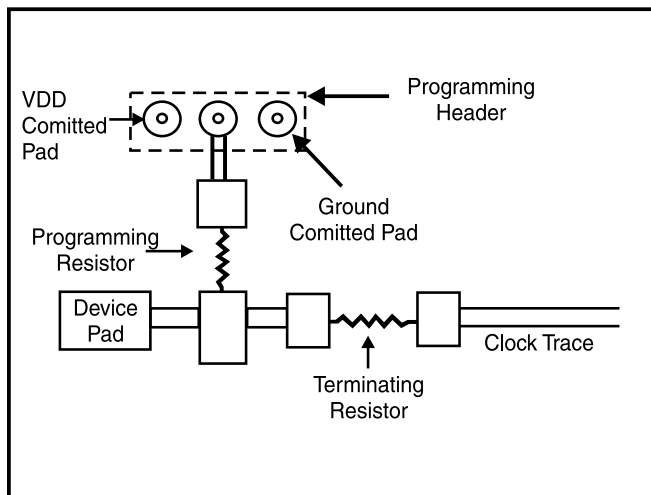 VDD
Comitted
Pad
Programming
Header
Ground
Comitted Pad
Programming
Resistor
Device
Pad
Clock Trace
Terminating
Resistor